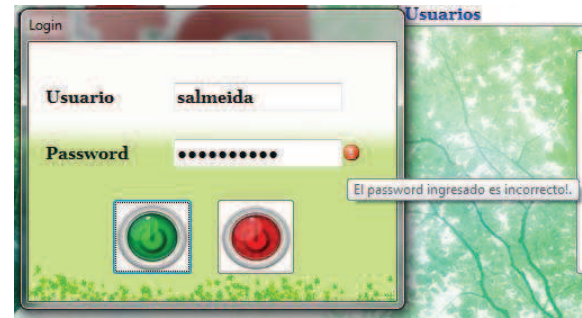 Usuarios
Login
Usuario salmeida
Password ••••••••••
El password ingresado es incorrecto!.